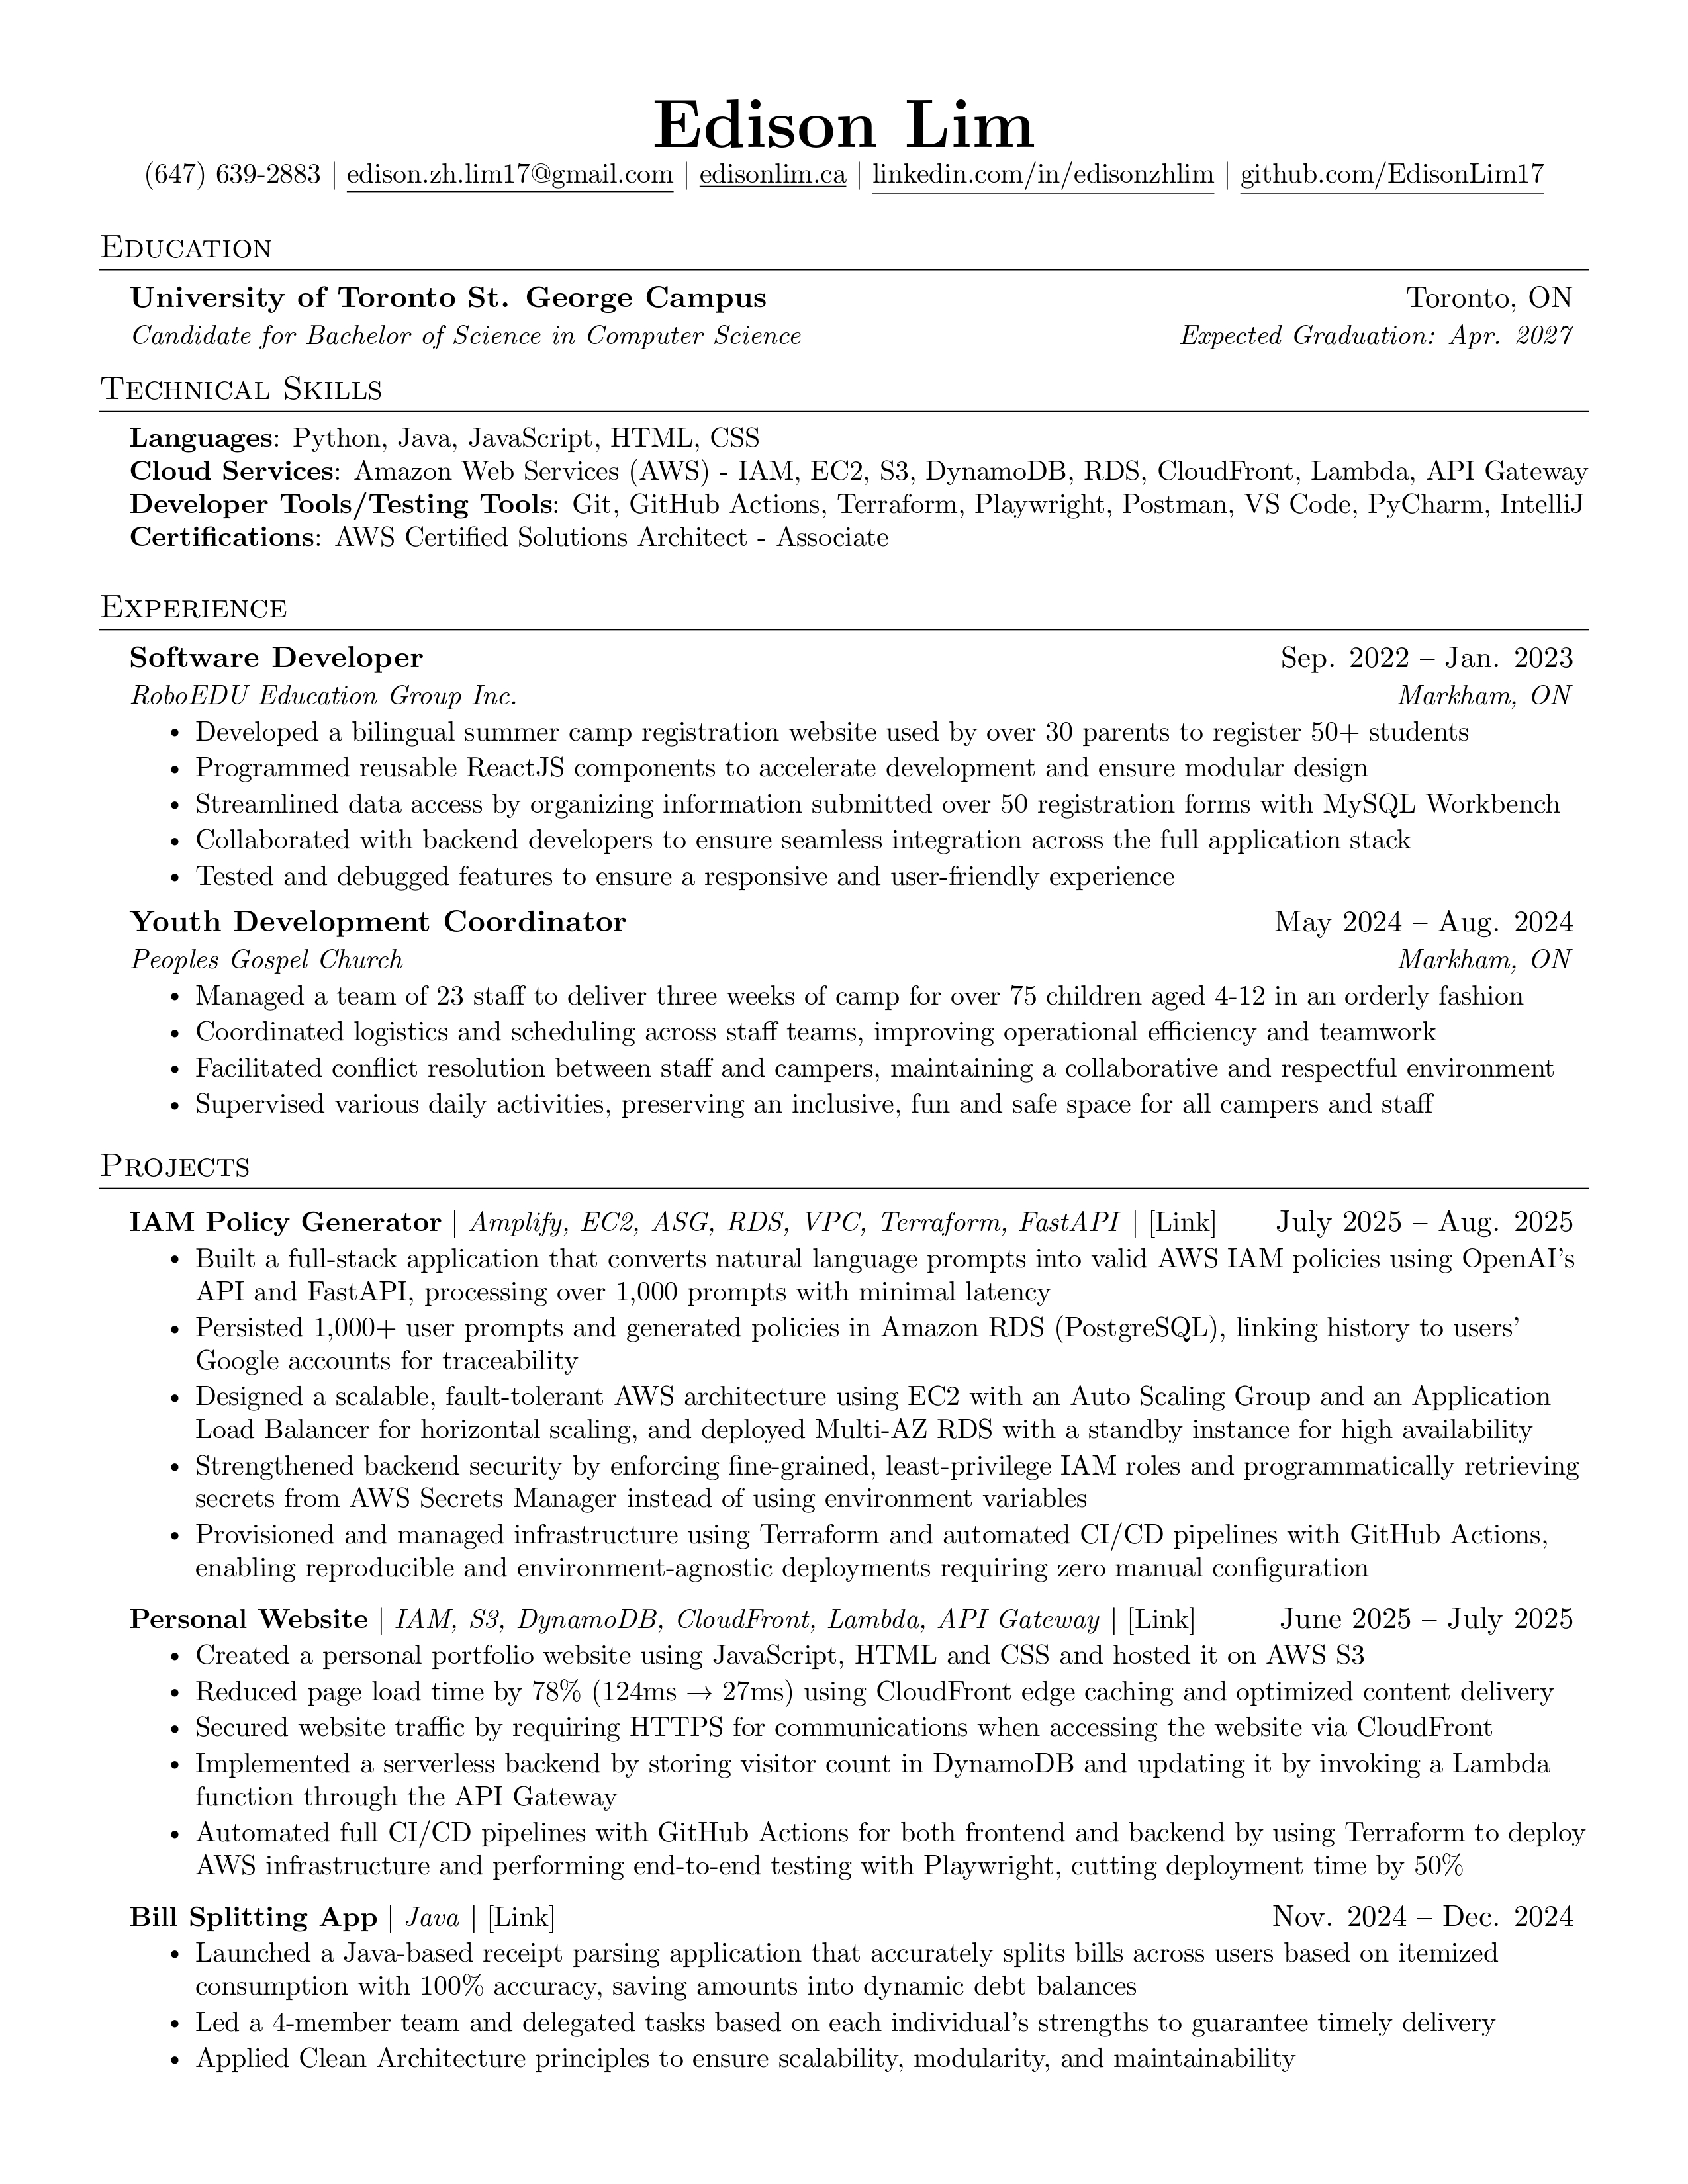 Edison Lim
(647) 639-2883 | edison.zh.lim17@gmail.com | edisonlim.ca | linkedin.com/in/edisonzhlim | github.com/EdisonLim17
Education
University of Toronto St. George Campus Toronto, ON
Candidate for Bachelor of Science in Computer Science Expected Graduation: Apr. 2027
Technical Skills
Languages: Python, Java, JavaScript, HTML, CSS
Cloud Services: Amazon Web Services (AWS) - IAM, EC2, S3, DynamoDB, RDS, CloudFront, Lambda, API Gateway
Developer Tools/Testing Tools: Git, GitHub Actions, Terraform, Playwright, Postman, VS Code, PyCharm, IntelliJ
Certifications: AWS Certified Solutions Architect - Associate
Experience
Software Developer Sep. 2022 – Jan. 2023
RoboEDU Education Group Inc. Markham, ON
• Developed a bilingual summer camp registration website used by over 30 parents to register 50+ students
• Programmed reusable ReactJS components to accelerate development and ensure modular design
• Streamlined data access by organizing information submitted over 50 registration forms with MySQL Workbench
• Collaborated with backend developers to ensure seamless integration across the full application stack
• Tested and debugged features to ensure a responsive and user-friendly experience
Youth Development Coordinator May 2024 – Aug. 2024
Peoples Gospel Church Markham, ON
• Managed a team of 23 staff to deliver three weeks of camp for over 75 children aged 4-12 in an orderly fashion
• Coordinated logistics and scheduling across staff teams, improving operational efficiency and teamwork
• Facilitated conflict resolution between staff and campers, maintaining a collaborative and respectful environment
• Supervised various daily activities, preserving an inclusive, fun and safe space for all campers and staff
Projects
IAM Policy Generator | Amplify, EC2, ASG, RDS, VPC, Terraform, FastAPI | [Link] July 2025 – Aug. 2025
• Built a full-stack application that converts natural language prompts into valid AWS IAM policies using OpenAI's
API and FastAPI, processing over 1,000 prompts with minimal latency
• Persisted 1,000+ user prompts and generated policies in Amazon RDS (PostgreSQL), linking history to users'
Google accounts for traceability
• Designed a scalable, fault-tolerant AWS architecture using EC2 with an Auto Scaling Group and an Application
Load Balancer for horizontal scaling, and deployed Multi-AZ RDS with a standby instance for high availability
• Strengthened backend security by enforcing fine-grained, least-privilege IAM roles and programmatically retrieving
secrets from AWS Secrets Manager instead of using environment variables
• Provisioned and managed infrastructure using Terraform and automated CI/CD pipelines with GitHub Actions,
enabling reproducible and environment-agnostic deployments requiring zero manual configuration
Personal Website | IAM, S3, DynamoDB, CloudFront, Lambda, API Gateway | [Link] June 2025 – July 2025
• Created a personal portfolio website using JavaScript, HTML and CSS and hosted it on AWS S3
• Reduced page load time by 78% (124ms → 27ms) using CloudFront edge caching and optimized content delivery
• Secured website traffic by requiring HTTPS for communications when accessing the website via CloudFront
• Implemented a serverless backend by storing visitor count in DynamoDB and updating it by invoking a Lambda
function through the API Gateway
• Automated full CI/CD pipelines with GitHub Actions for both frontend and backend by using Terraform to deploy
AWS infrastructure and performing end-to-end testing with Playwright, cutting deployment time by 50%
Bill Splitting App | Java | [Link] Nov. 2024 – Dec. 2024
• Launched a Java-based receipt parsing application that accurately splits bills across users based on itemized
consumption with 100% accuracy, saving amounts into dynamic debt balances
• Led a 4-member team and delegated tasks based on each individual's strengths to guarantee timely delivery
• Applied Clean Architecture principles to ensure scalability, modularity, and maintainability